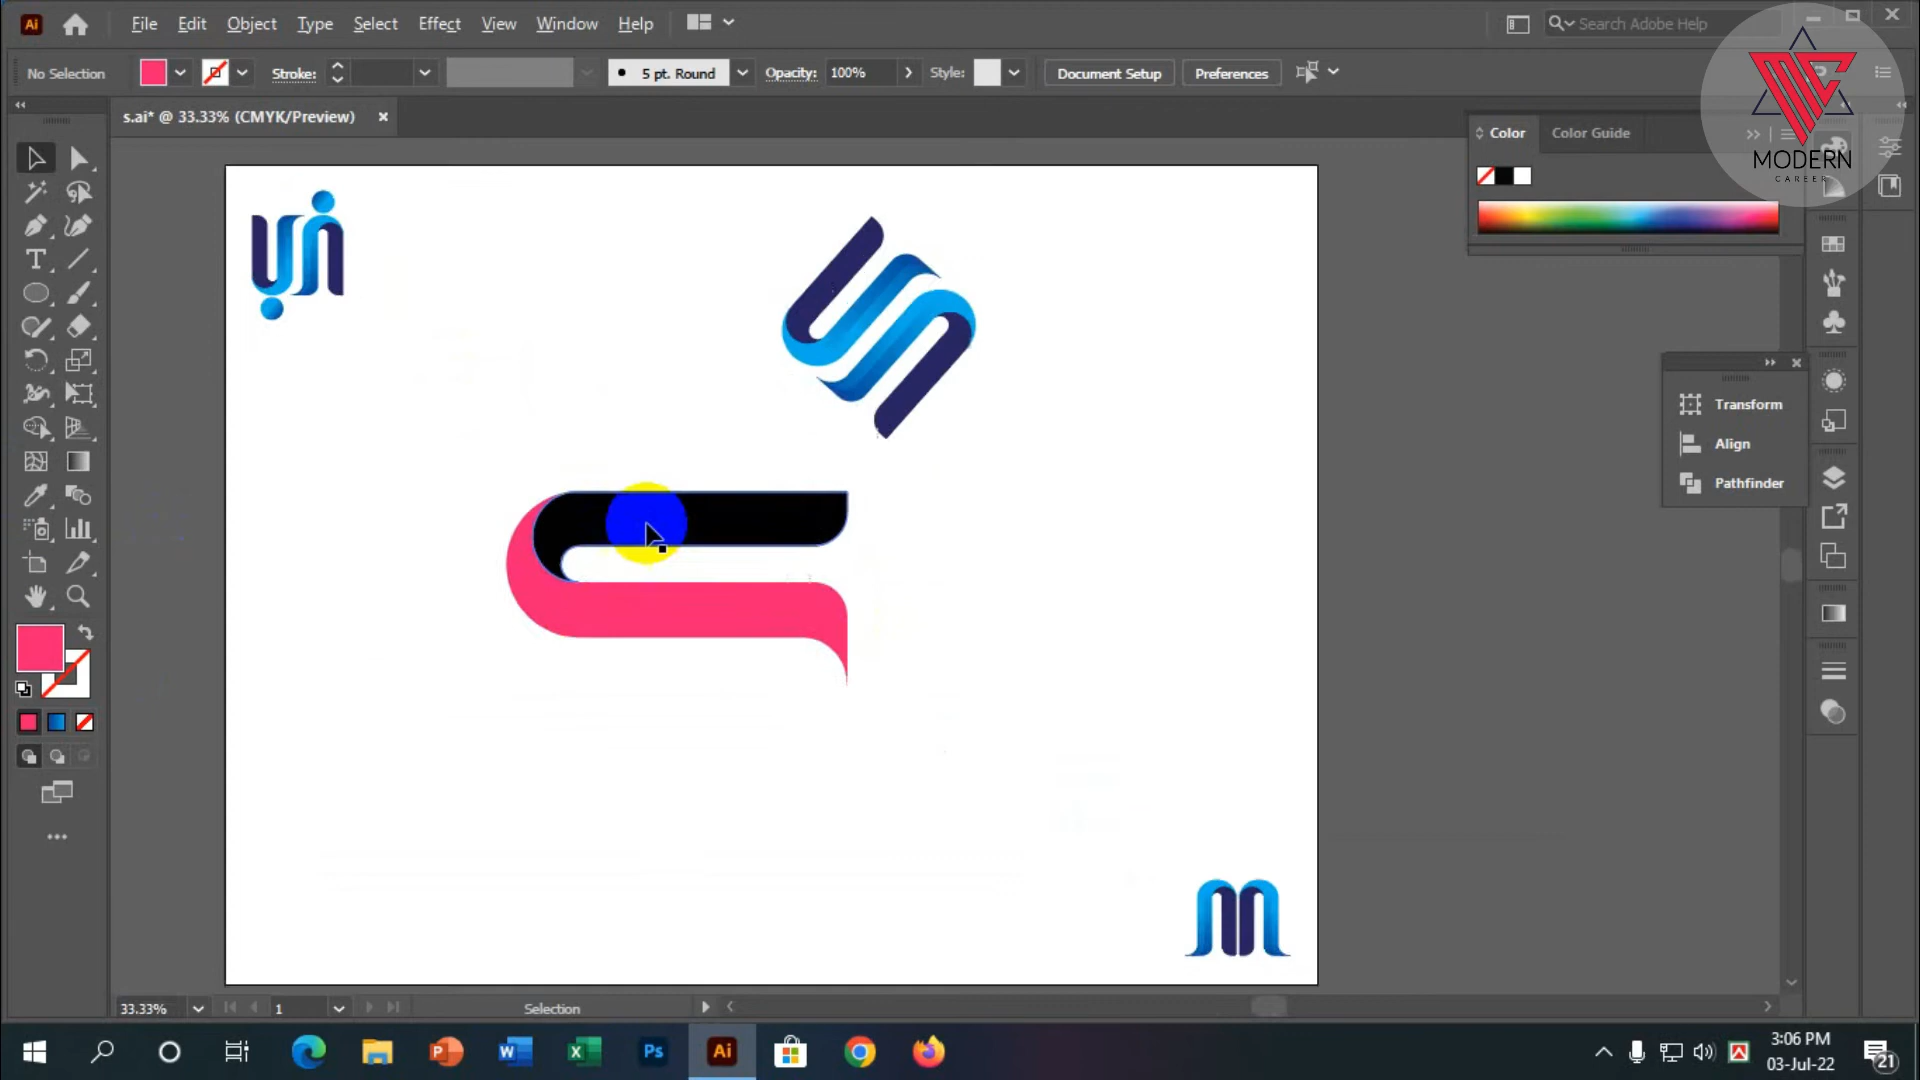 Ai
File Edit Object Type Select Effect View Window Help
Search Adobe Help
No Selection
Stroke:
5 pt. Round
Opacity: 100%
Style:
Document Setup
Preferences
s.ai* @ 33.33% (CMYK/Preview)
Color
Color Guide
MODERN
CAREER
Transform
Align
Pathfinder
33.33%
1
Selection
Ps
Ai
3:06 PM
03-Jul-22
21